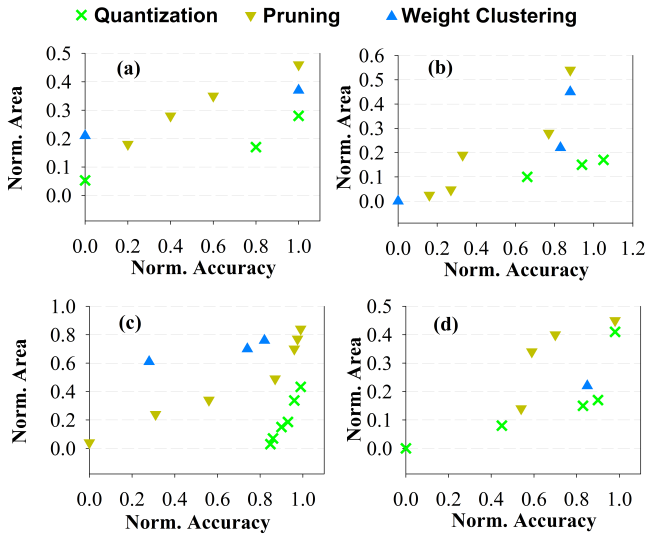 Quantization Pruning Weight Clustering
(a)
Norm. Area
0.5
0.4
0.3
0.2
0.1
0.0
0.0 0.2 0.4 0.6 0.8 1.0
Norm. Accuracy
(b)
Norm. Area
0.6
0.5
0.4
0.3
0.2
0.1
0.0
0.0 0.2 0.4 0.6 0.8 1.0 1.2
Norm. Accuracy
(c)
Norm. Area
1.0
0.8
0.6
0.4
0.2
0.0
0.0 0.2 0.4 0.6 0.8 1.0
Norm. Accuracy
(d)
Norm. Area
0.5
0.4
0.3
0.2
0.1
0.0
0.0 0.2 0.4 0.6 0.8 1.0
Norm. Accuracy